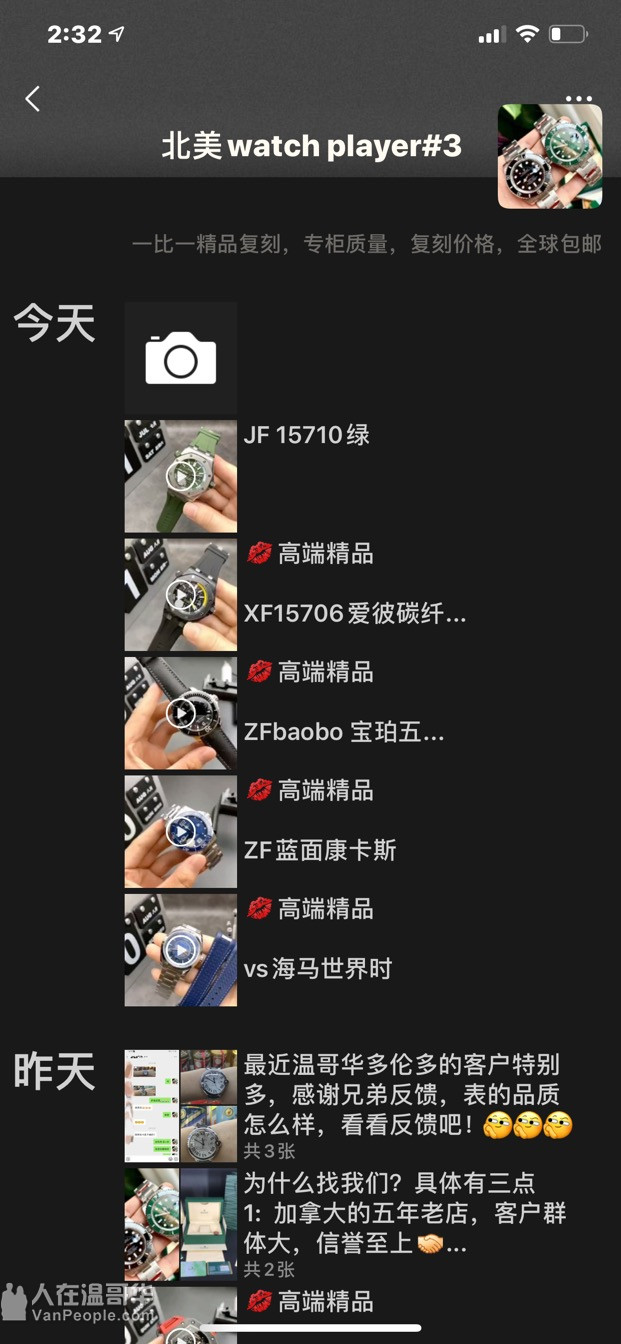 2:32
北美watch player#3
一比一精品复刻，专柜质量，复刻价格，全球包邮
今天
JF 15710绿
💋高端精品
XF15706爱彼碳纤...
💋高端精品
ZFbaobo 宝珀五...
💋高端精品
ZF蓝面康卡斯
💋高端精品
vs海马世界时
昨天
最近温哥华多伦多的客户特别
多，感谢兄弟反馈，表的品质
怎么样，看看反馈吧！🤔🤔🤔
共3张
为什么找我们？具体有三点
1：加拿大的五年老店，客户群
体大，信誉至上🤝...
共2张
💋高端精品
人在温哥华
VanPeople.com